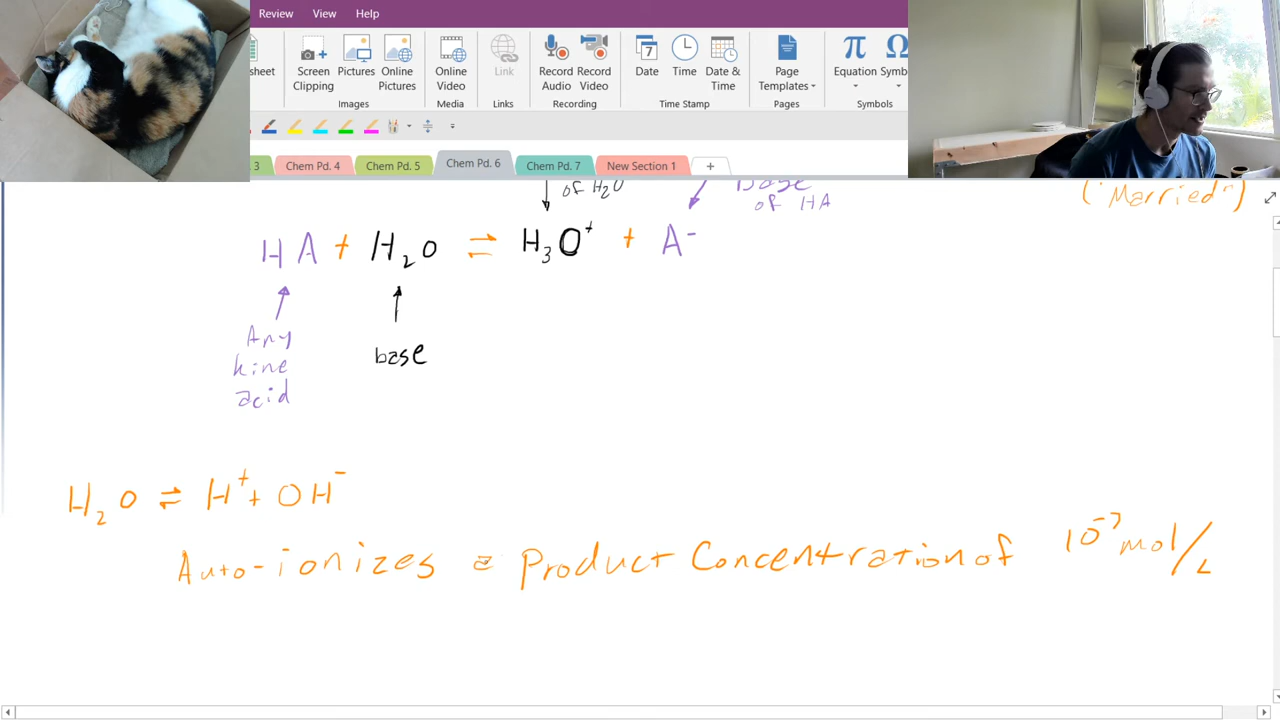 Review View Help
Screen Clipping
Pictures
Online Pictures
Online Video
Link
Record Audio
Record Video
Date
Time
Date & Time
Page Templates
Equation
Symb
Images
Media
Links
Recording
Time Stamp
Pages
Symbols
3 Chem Pd. 4 Chem Pd. 5 Chem Pd. 6 Chem Pd. 7 New Section 1 +
of H₂O
Base
of HA
("Married")
HA + H₂O ⇌ H₃O⁺ + A⁻
Any
kine
acid
base
H₂O ⇌ H⁺ + OH⁻
Auto-ionizes a Product Concentration of 10⁻⁷ mol/L